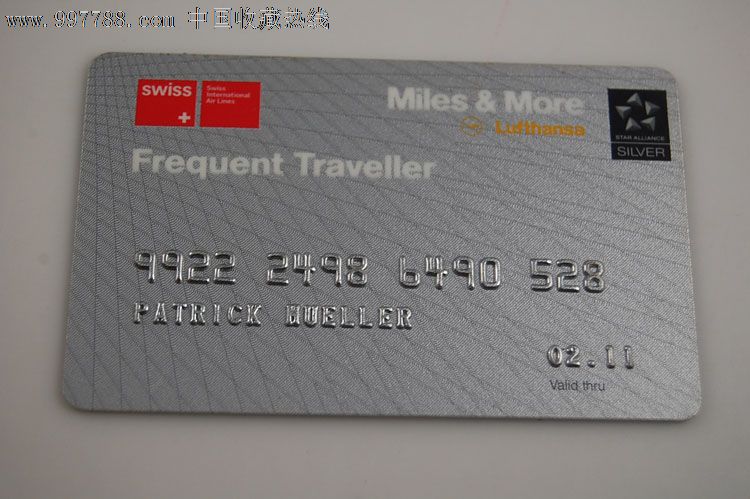 www.997788.com 中国收藏热线
swiss
Swiss
International
Air Lines
Miles & More
Lufthansa
STAR ALLIANCE
SILVER
Frequent Traveller
9922 2498 6490 528
PATRICK MUELLER
02.11
Valid thru